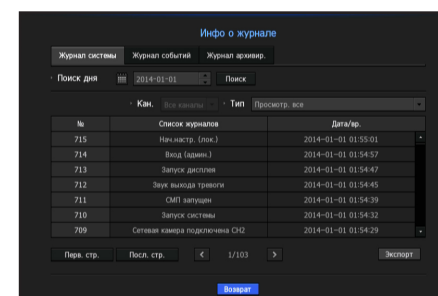 Инфо о журнале
Журнал системы Журнал событий Журнал архивир.
Поиск дня 2014-01-01 Поиск
Кан. Все каналы Тип Просмотр. все
№ Список журналов Дата/вр.
715 Нач.настр. (лок.) 2014-01-01 01:55:01
714 Вход (админ.) 2014-01-01 01:54:57
713 Запуск дисплея 2014-01-01 01:54:47
712 Звук выхода тревоги 2014-01-01 01:54:45
711 СМП запущен 2014-01-01 01:54:39
710 Запуск системы 2014-01-01 01:54:32
709 Сетевая камера подключена CH2 2014-01-01 01:54:29
Перв. стр. Посл. стр. < 1/103 > Экспорт
Возврат